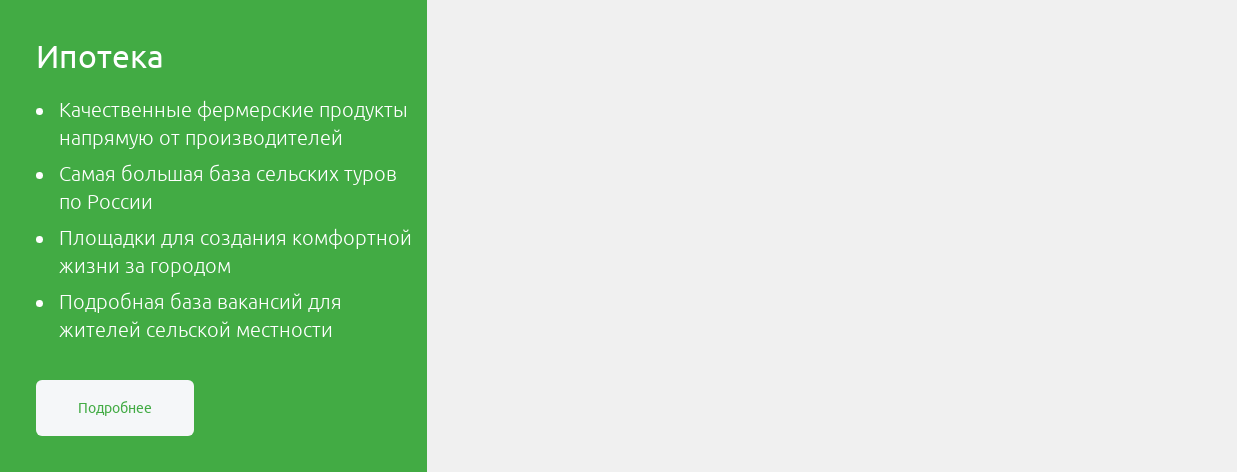 Ипотека
Качественные фермерские продукты
напрямую от производителей
Самая большая база сельских туров
по России
Площадки для создания комфортной
жизни за городом
Подробная база вакансий для
жителей сельской местности
Подробнее